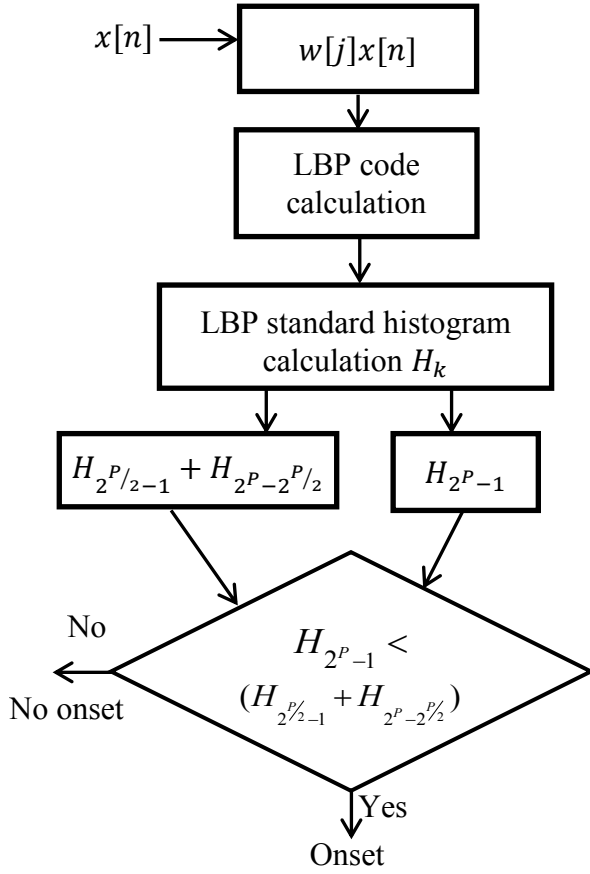 x[n]
w[j]x[n]
LBP code
calculation
LBP standard histogram
calculation H_k
H_{2^{P/2}-1} + H_{2^P-2^{P/2}}
H_{2^P-1}
H_{2^P-1} <
(H_{2^{P/2}-1} + H_{2^P-2^{P/2}})
No
No onset
Yes
Onset